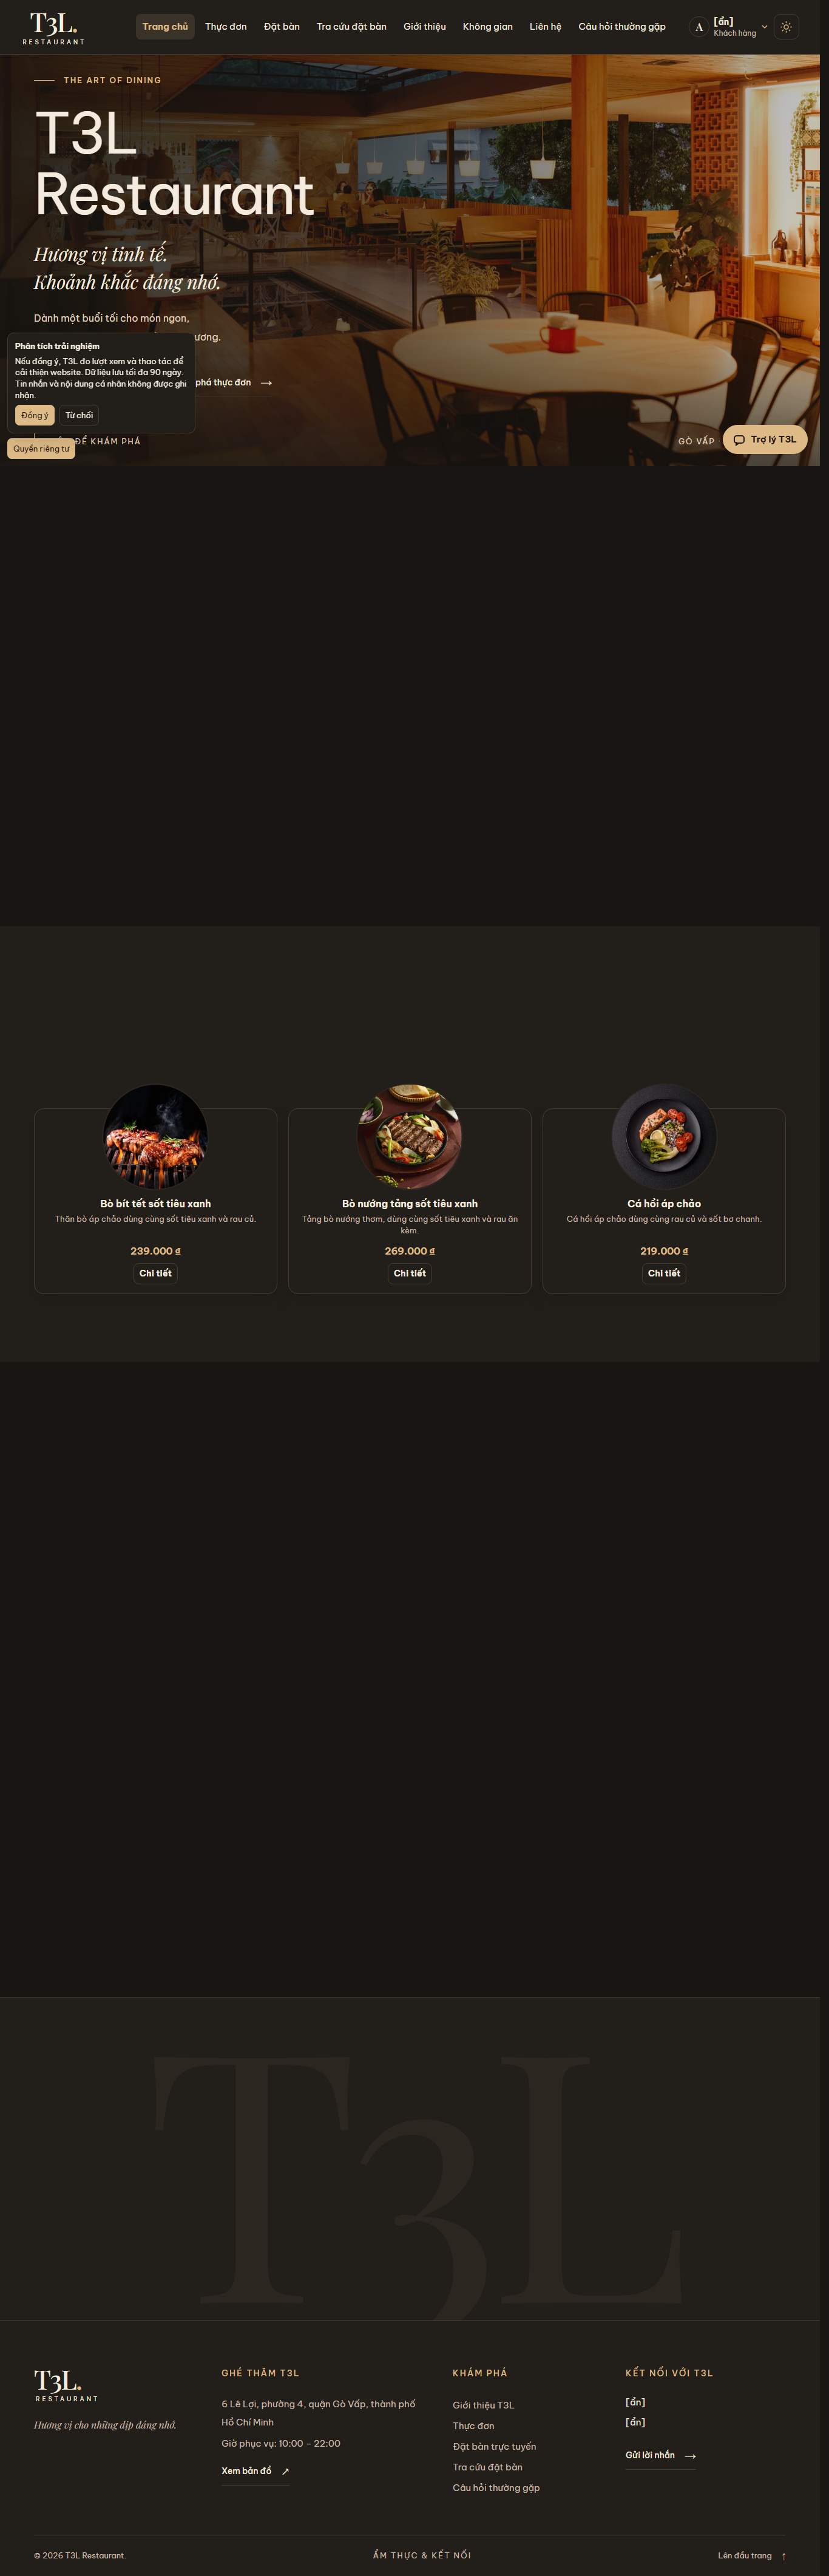 T3L.
RESTAURANT
Trang chủ
Thực đơn
Đặt bàn
Tra cứu đặt bàn
Giới thiệu
Không gian
Liên hệ
Câu hỏi thường gặp
A
[ẩn]
Khách hàng
THE ART OF DINING
T3L
Restaurant
Hương vị tinh tế.
Khoảnh khắc đáng nhớ.
Dành một buổi tối cho món ngon,
ương.
phá thực đơn →
Phân tích trải nghiệm
Nếu đồng ý, T3L đo lượt xem và thao tác để
cải thiện website. Dữ liệu lưu tối đa 90 ngày.
Tin nhắn và nội dung cá nhân không được ghi
nhận.
Đồng ý
Từ chối
ĐỂ KHÁM PHÁ
Quyền riêng tư
GÒ VẤP ·
Trợ lý T3L
Bò bít tết sốt tiêu xanh
Thăn bò áp chảo dùng cùng sốt tiêu xanh và rau củ.
239.000 ₫
Chi tiết
Bò nướng tảng sốt tiêu xanh
Tảng bò nướng thơm, dùng cùng sốt tiêu xanh và rau ăn
kèm.
269.000 ₫
Chi tiết
Cá hồi áp chảo
Cá hồi áp chảo dùng cùng rau củ và sốt bơ chanh.
219.000 ₫
Chi tiết
T3L
T3L.
RESTAURANT
Hương vị cho những dịp đáng nhớ.
GHÉ THĂM T3L
6 Lê Lợi, phường 4, quận Gò Vấp, thành phố
Hồ Chí Minh
Giờ phục vụ: 10:00 – 22:00
Xem bản đồ ↗
KHÁM PHÁ
Giới thiệu T3L
Thực đơn
Đặt bàn trực tuyến
Tra cứu đặt bàn
Câu hỏi thường gặp
KẾT NỐI VỚI T3L
[ẩn]
[ẩn]
Gửi lời nhắn →
© 2026 T3L Restaurant.
ẨM THỰC & KẾT NỐI
Lên đầu trang ↑